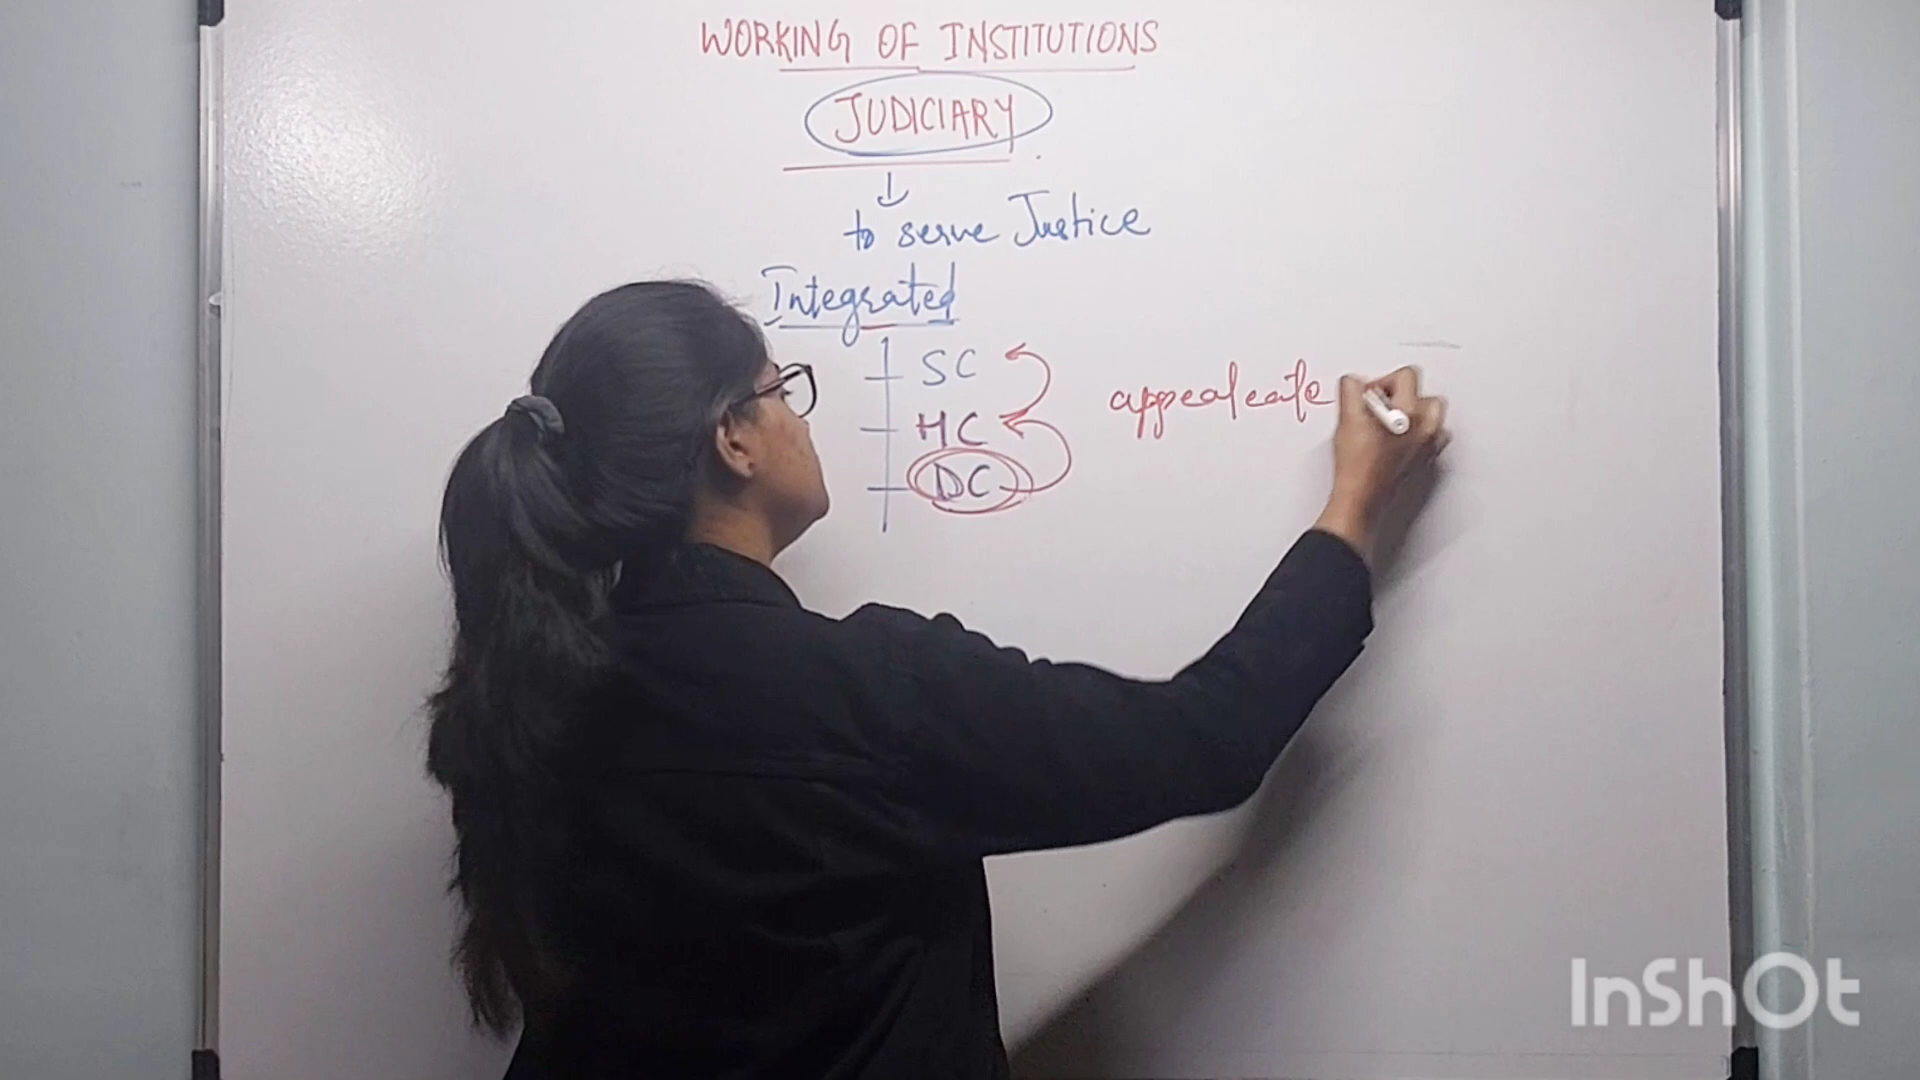 WORKING OF INSTITUTIONS
JUDICIARY
to serve Justice
Integrated
SC
HC
DC
appealeate
InShOt